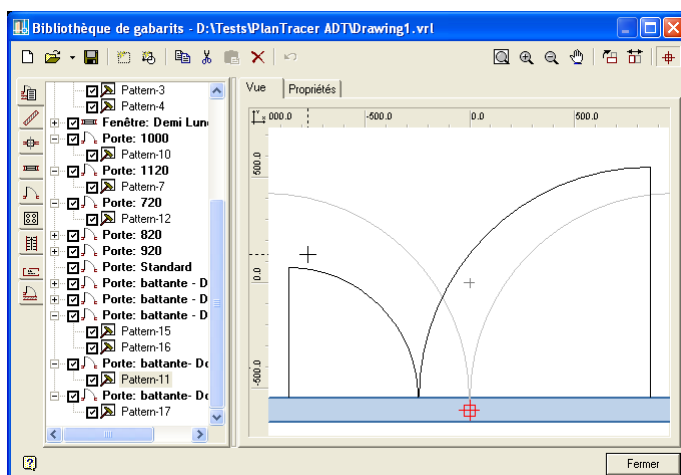 Bibliothèque de gabarits - D:\Tests\PlanTracer ADT\Drawing1.vrl
Pattern-3
Pattern-4
Fenêtre: Demi Lun
Porte: 1000
Pattern-10
Porte: 1120
Pattern-7
Porte: 720
Pattern-12
Porte: 820
Porte: 920
Porte: Standard
Porte: battante - D
Porte: battante - D
Porte: battante - D
Pattern-15
Pattern-16
Porte: battante- Do
Pattern-11
Porte: battante- Do
Pattern-17
Vue Propriétés
000.0 -500.0 0.0 500.0
500.0
0.0
-500.0
Fermer